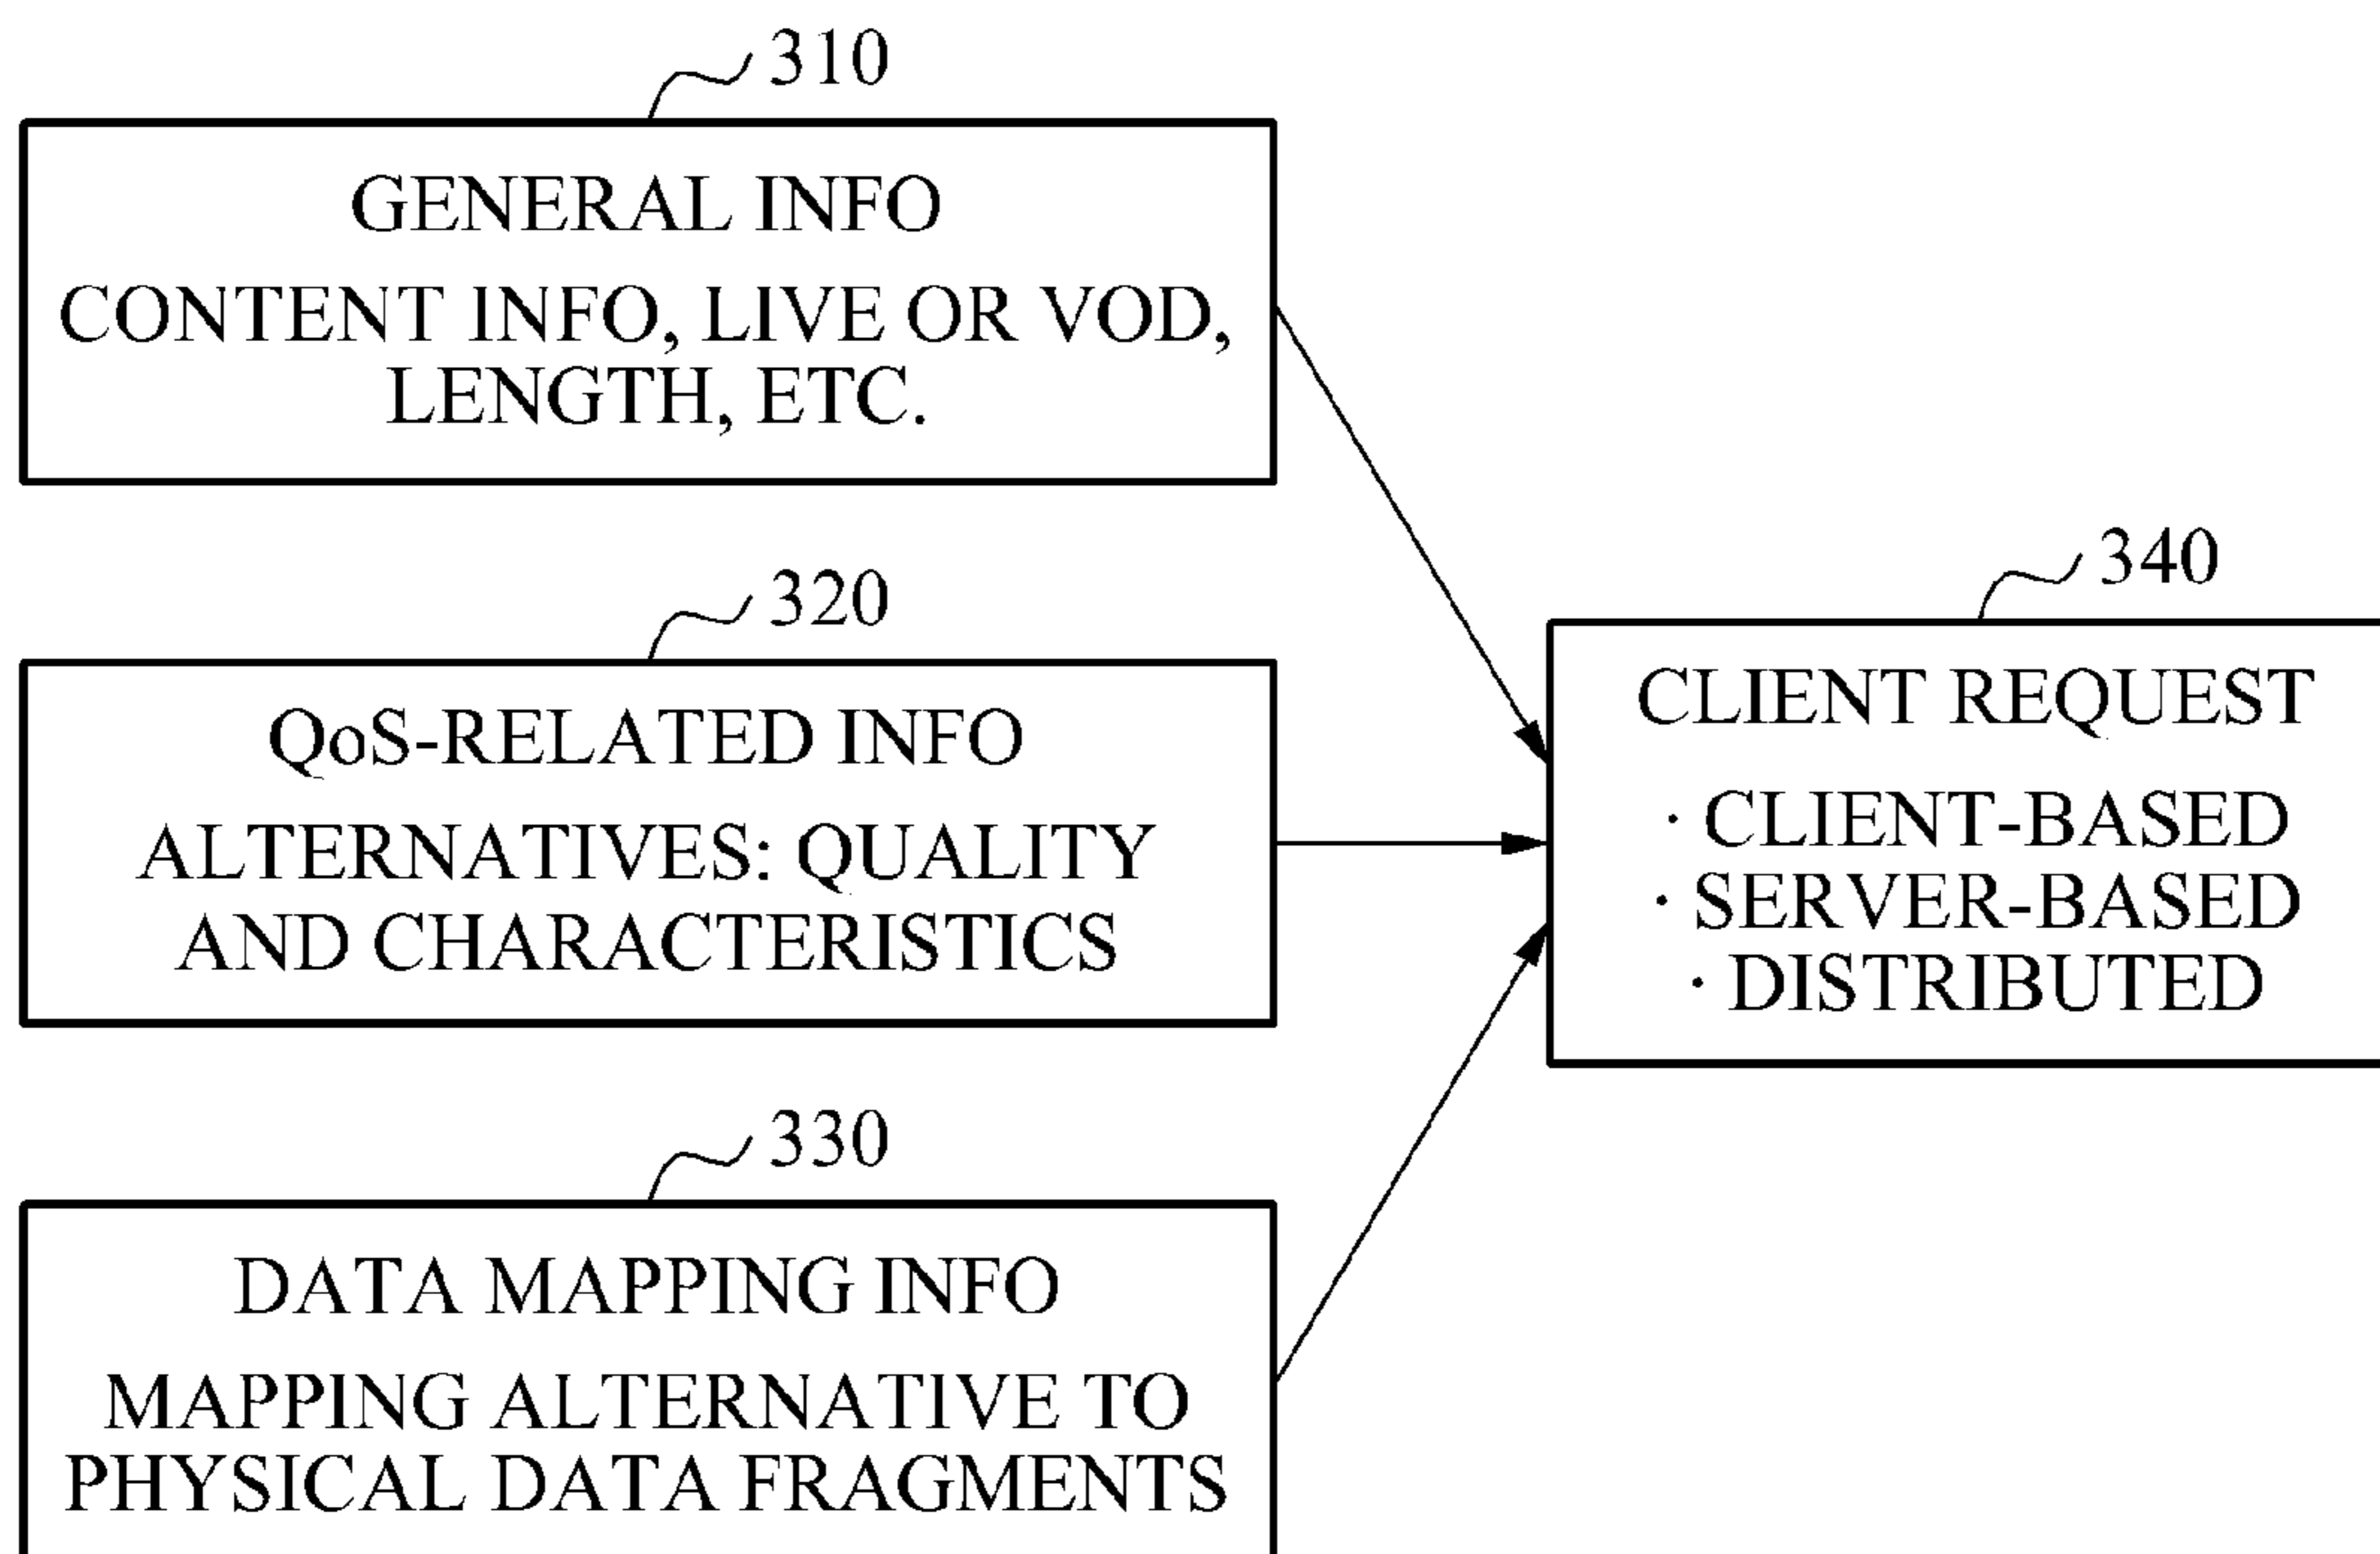 310
GENERAL INFO
CONTENT INFO, LIVE OR VOD,
LENGTH, ETC.
320
QoS-RELATED INFO
ALTERNATIVES: QUALITY
AND CHARACTERISTICS
330
DATA MAPPING INFO
MAPPING ALTERNATIVE TO
PHYSICAL DATA FRAGMENTS
340
CLIENT REQUEST
· CLIENT-BASED
· SERVER-BASED
· DISTRIBUTED